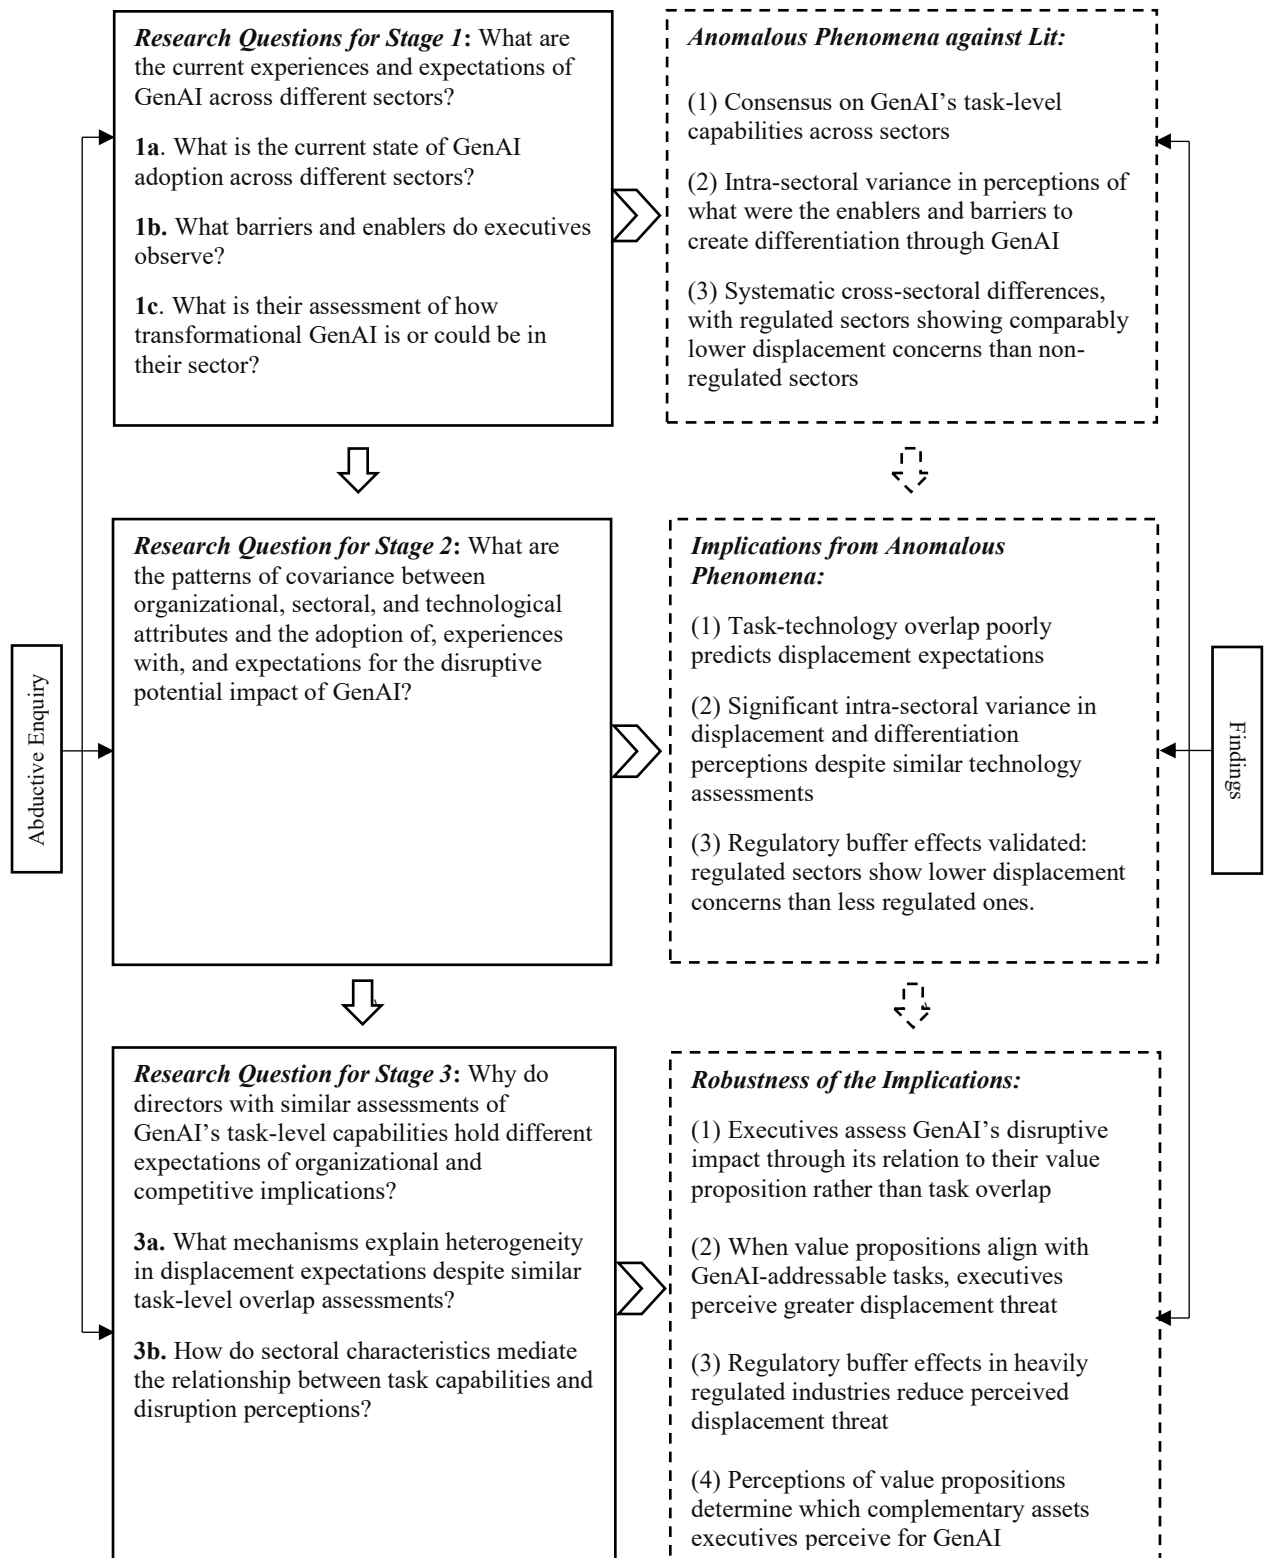 Research Questions for Stage 1: What are
the current experiences and expectations of
GenAI across different sectors?
1a. What is the current state of GenAI
adoption across different sectors?
1b. What barriers and enablers do executives
observe?
1c. What is their assessment of how
transformational GenAI is or could be in
their sector?
Anomalous Phenomena against Lit:
(1) Consensus on GenAI’s task-level
capabilities across sectors
(2) Intra-sectoral variance in perceptions of
what were the enablers and barriers to
create differentiation through GenAI
(3) Systematic cross-sectoral differences,
with regulated sectors showing comparably
lower displacement concerns than non-
regulated sectors
Abductive Enquiry
Research Question for Stage 2: What are
the patterns of covariance between
organizational, sectoral, and technological
attributes and the adoption of, experiences
with, and expectations for the disruptive
potential impact of GenAI?
Implications from Anomalous
Phenomena:
(1) Task-technology overlap poorly
predicts displacement expectations
(2) Significant intra-sectoral variance in
displacement and differentiation
perceptions despite similar technology
assessments
(3) Regulatory buffer effects validated:
regulated sectors show lower displacement
concerns than less regulated ones.
Findings
Research Question for Stage 3: Why do
directors with similar assessments of
GenAI’s task-level capabilities hold different
expectations of organizational and
competitive implications?
3a. What mechanisms explain heterogeneity
in displacement expectations despite similar
task-level overlap assessments?
3b. How do sectoral characteristics mediate
the relationship between task capabilities and
disruption perceptions?
Robustness of the Implications:
(1) Executives assess GenAI’s disruptive
impact through its relation to their value
proposition rather than task overlap
(2) When value propositions align with
GenAI-addressable tasks, executives
perceive greater displacement threat
(3) Regulatory buffer effects in heavily
regulated industries reduce perceived
displacement threat
(4) Perceptions of value propositions
determine which complementary assets
executives perceive for GenAI